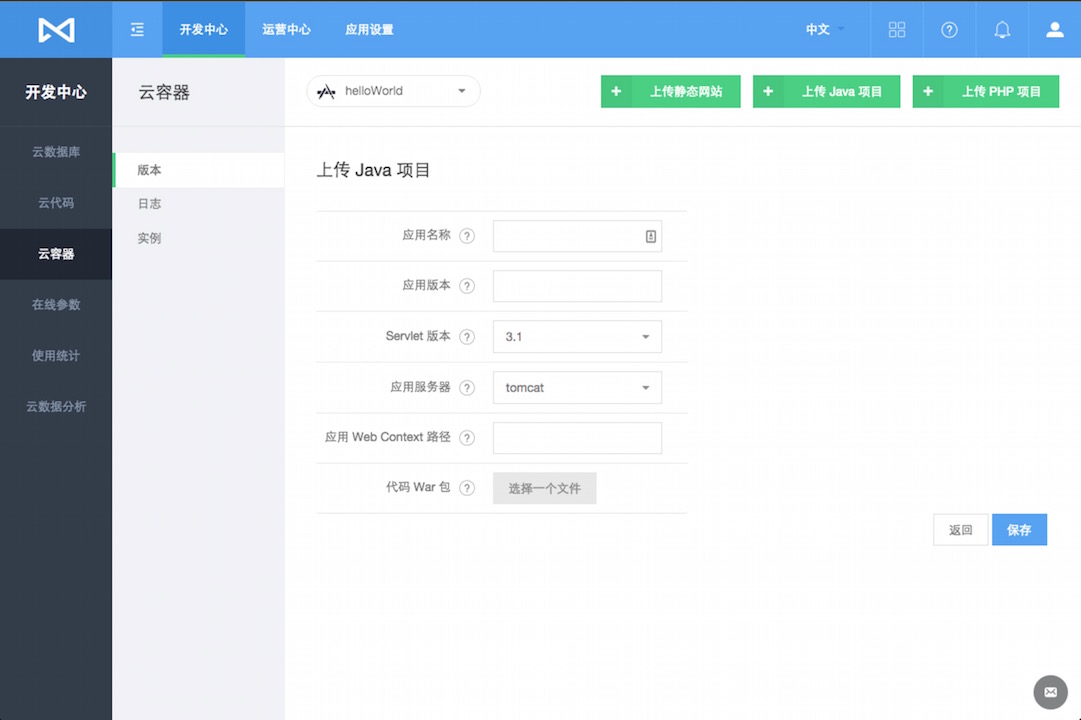 开发中心
运营中心
应用设置
中文
开发中心
云数据库
云代码
云容器
在线参数
使用统计
云数据分析
云容器
版本
日志
实例
helloWorld
+ 上传静态网站
+ 上传 Java 项目
+ 上传 PHP 项目
上传 Java 项目
应用名称 ?
应用版本 ?
Servlet 版本 ? 3.1
应用服务器 ? tomcat
应用 Web Context 路径 ?
代码 War 包 ? 选择一个文件
返回
保存